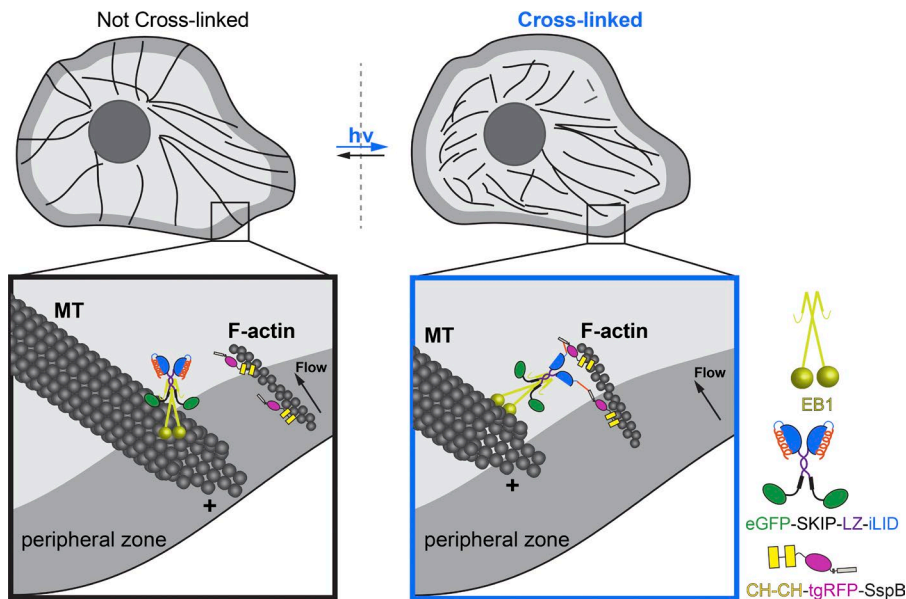 Not Cross-linked
Cross-linked
hν
MT
F-actin
Flow
+
peripheral zone
MT
F-actin
Flow
+
peripheral zone
EB1
eGFP-SKIP-LZ-iLID
CH-CH-tgRFP-SspB